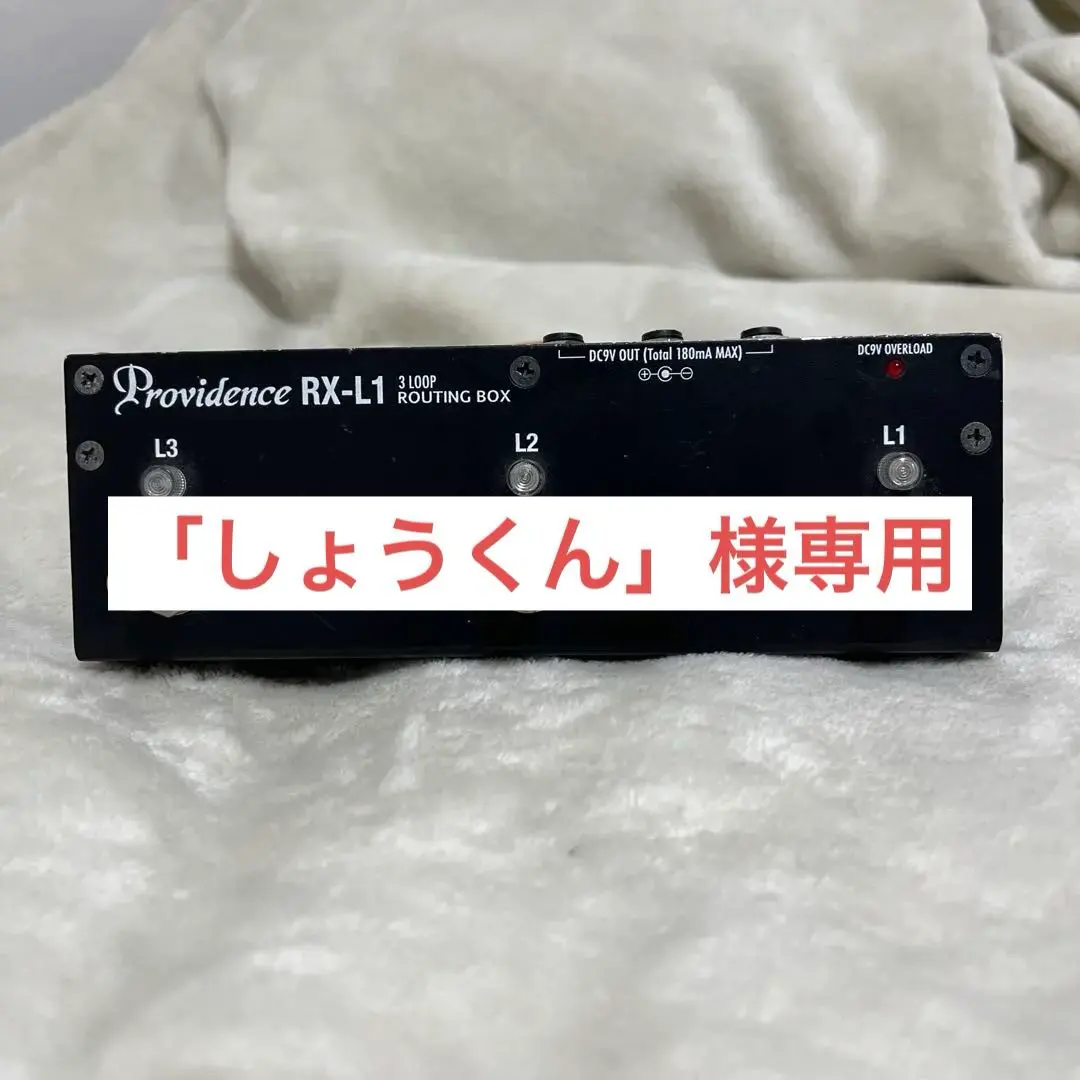 DC9V OUT (Total 180mA MAX)
DC9V OVERLOAD
Providence RX-L1 3 LOOP
ROUTING BOX
L3
L2
L1
「しょうくん」様専用